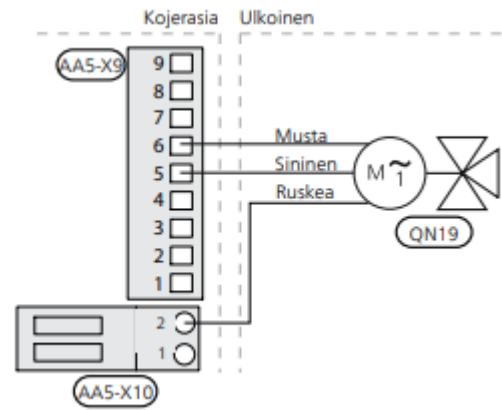 Kojerasia Ulkoinen
AA5-X9
9
8
7
6 Musta
5 Sininen
M ~ 1
4 Ruskea
3
QN19
2
1
2
1
AA5-X10